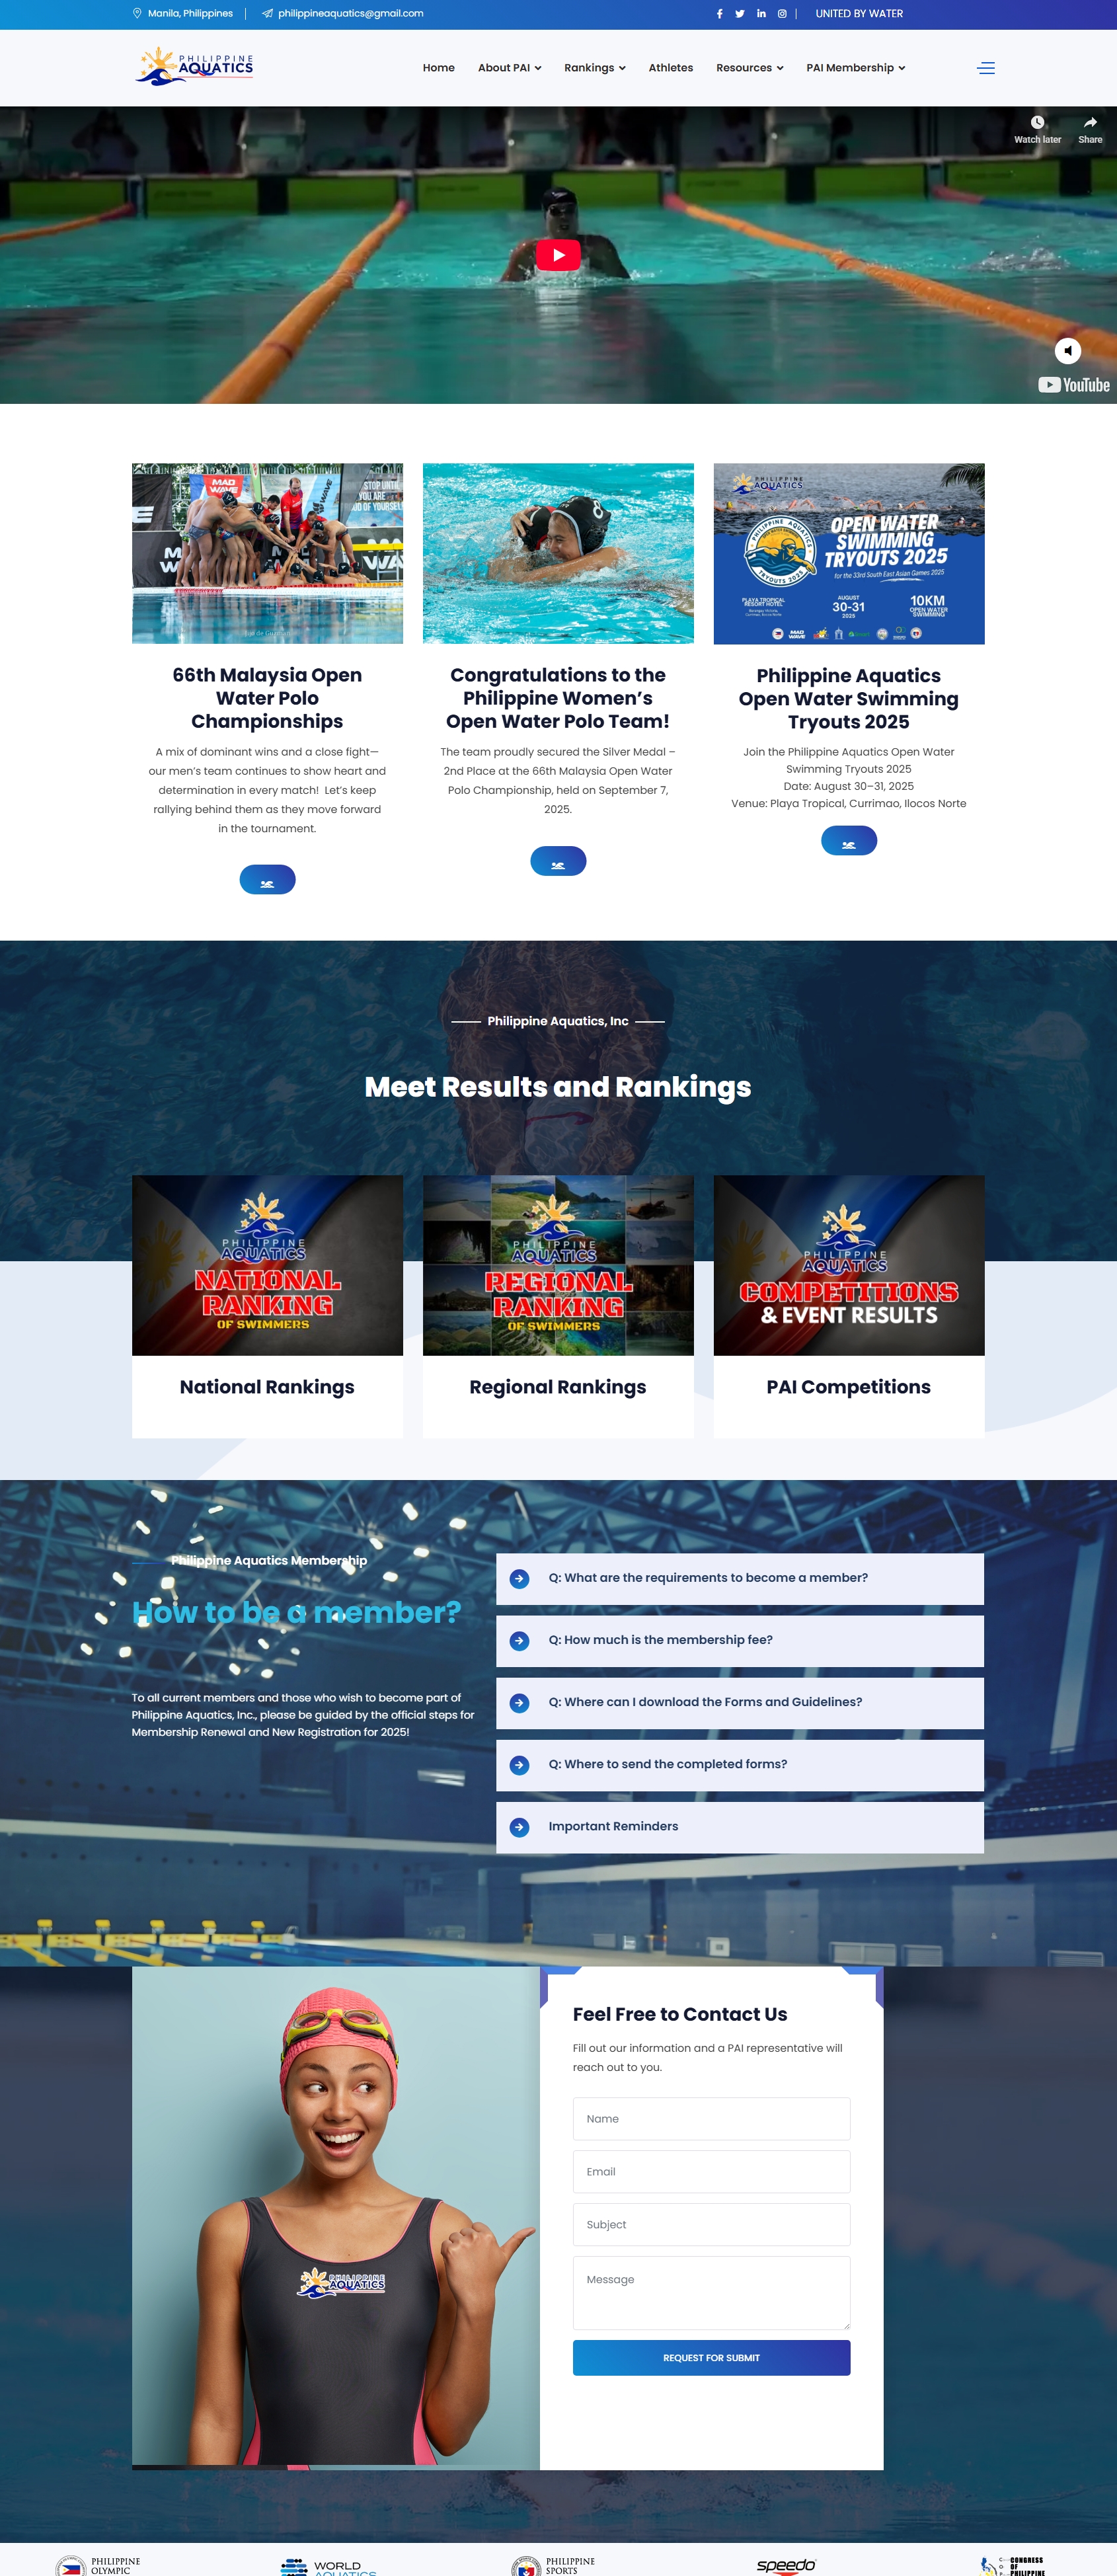 Manila, Philippines
philippineaquatics@gmail.com
UNITED BY WATER
PHILIPPINE
AQUATICS
Home
About PAI
Rankings
Athletes
Resources
PAI Membership
Watch later
Share
YouTube
MAD
WAVE
STOP UNTIL
YOU ARE
PHILIPPINE
AQUATICS
OPEN WATER
SWIMMING
TRYOUTS 2025
for the 33rd South East Asian Games 2025
PHILIPPINE AQUATICS
TRYOUTS 2025
PLAYA TROPICAL
RESORT HOTEL
AUGUST
30-31
2025
10KM
OPEN WATER
SWIMMING
66th Malaysia Open
Water Polo
Championships
A mix of dominant wins and a close fight—
our men's team continues to show heart and
determination in every match!  Let's keep
rallying behind them as they move forward
in the tournament.
Congratulations to the
Philippine Women's
Open Water Polo Team!
The team proudly secured the Silver Medal –
2nd Place at the 66th Malaysia Open Water
Polo Championship, held on September 7,
2025.
Philippine Aquatics
Open Water Swimming
Tryouts 2025
Join the Philippine Aquatics Open Water
Swimming Tryouts 2025
Date: August 30–31, 2025
Venue: Playa Tropical, Currimao, Ilocos Norte
Philippine Aquatics, Inc
Meet Results and Rankings
PHILIPPINE
AQUATICS
NATIONAL
RANKING
OF SWIMMERS
PHILIPPINE
AQUATICS
REGIONAL
RANKING
OF SWIMMERS
PHILIPPINE
AQUATICS
COMPETITIONS
& EVENT RESULTS
National Rankings
Regional Rankings
PAI Competitions
Philippine Aquatics Membership
How to be a member?
To all current members and those who wish to become part of
Philippine Aquatics, Inc., please be guided by the official steps for
Membership Renewal and New Registration for 2025!
Q: What are the requirements to become a member?
Q: How much is the membership fee?
Q: Where can I download the Forms and Guidelines?
Q: Where to send the completed forms?
Important Reminders
PHILIPPINE
AQUATICS
Feel Free to Contact Us
Fill out our information and a PAI representative will
reach out to you.
Name
Email
Subject
Message
REQUEST FOR SUBMIT
PHILIPPINE
OLYMPIC
WORLD
AQUATICS
PHILIPPINE
SPORTS
speedo
CONGRESS
OF PHILIPPINE